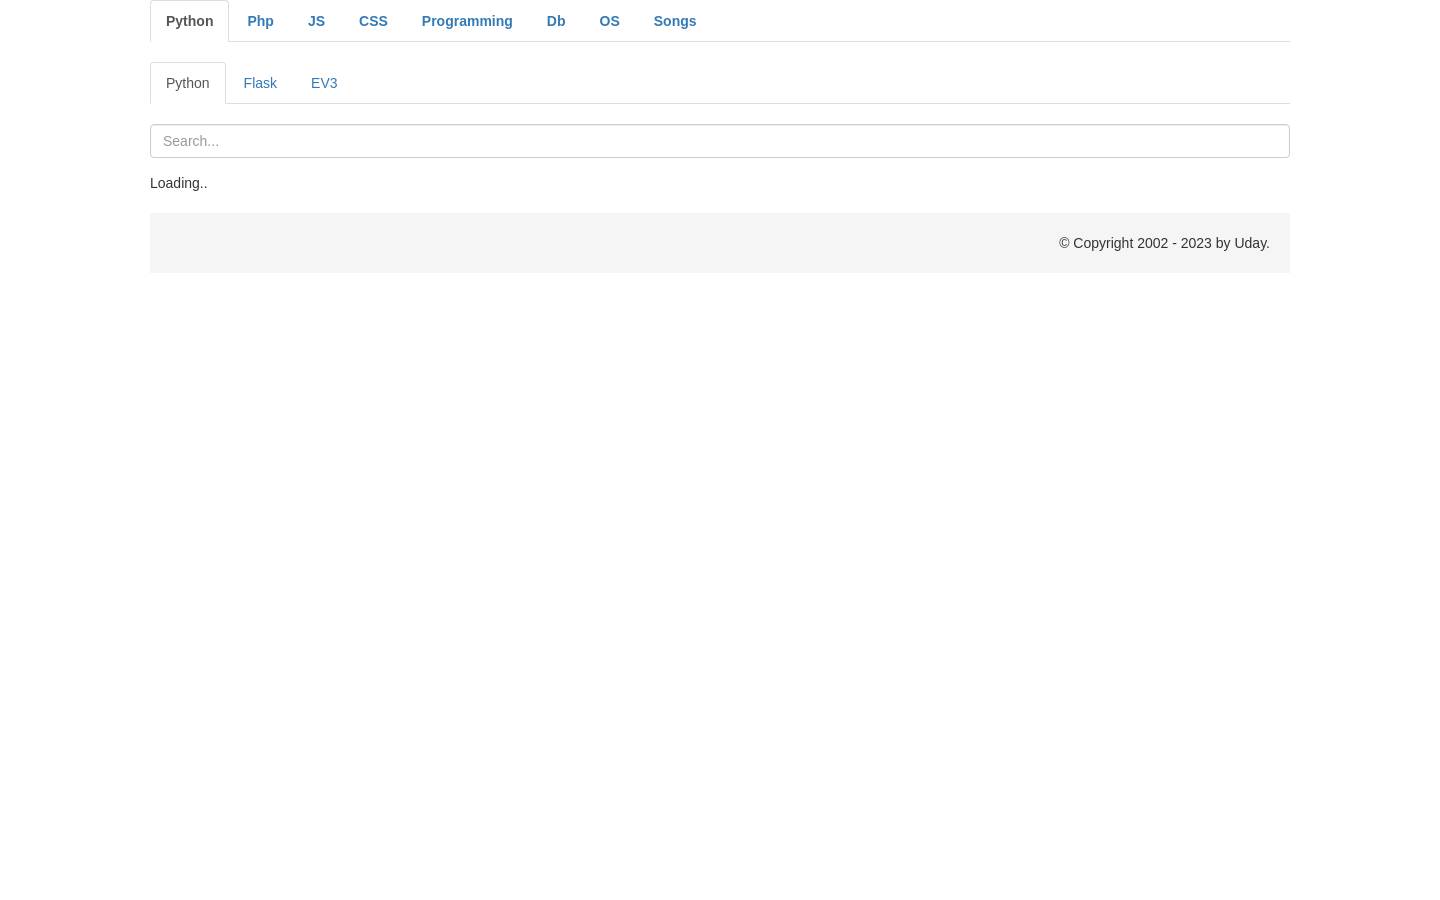 Python Php JS CSS Programming Db OS Songs
Python Flask EV3
Search...
Loading..
© Copyright 2002 - 2023 by Uday.